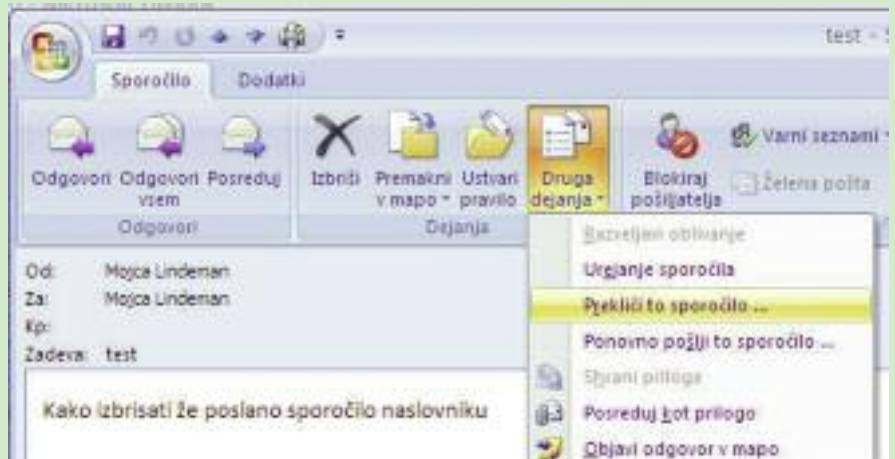 test -
Sporočilo Dodatki
Odgovori Odgovori vsem Posreduj
Odgovori
Izbriši Premakni v mapo Ustvari pravilo Druga dejanja
Dejanja
Blokiraj pošiljatelja
Varni seznami
Želena pošta
Od: Mojca Lindeman
Za: Mojca Lindeman
Kp:
Zadeva: test
Kako izbrisati že poslano sporočilo naslovniku
Razveljavi oblivanje
Urejanje sporočila
Prekliči to sporočilo ...
Ponovno pošlji to sporočilo ...
Shrani priloge
Posreduj kot prilogo
Objavi odgovor v mapo